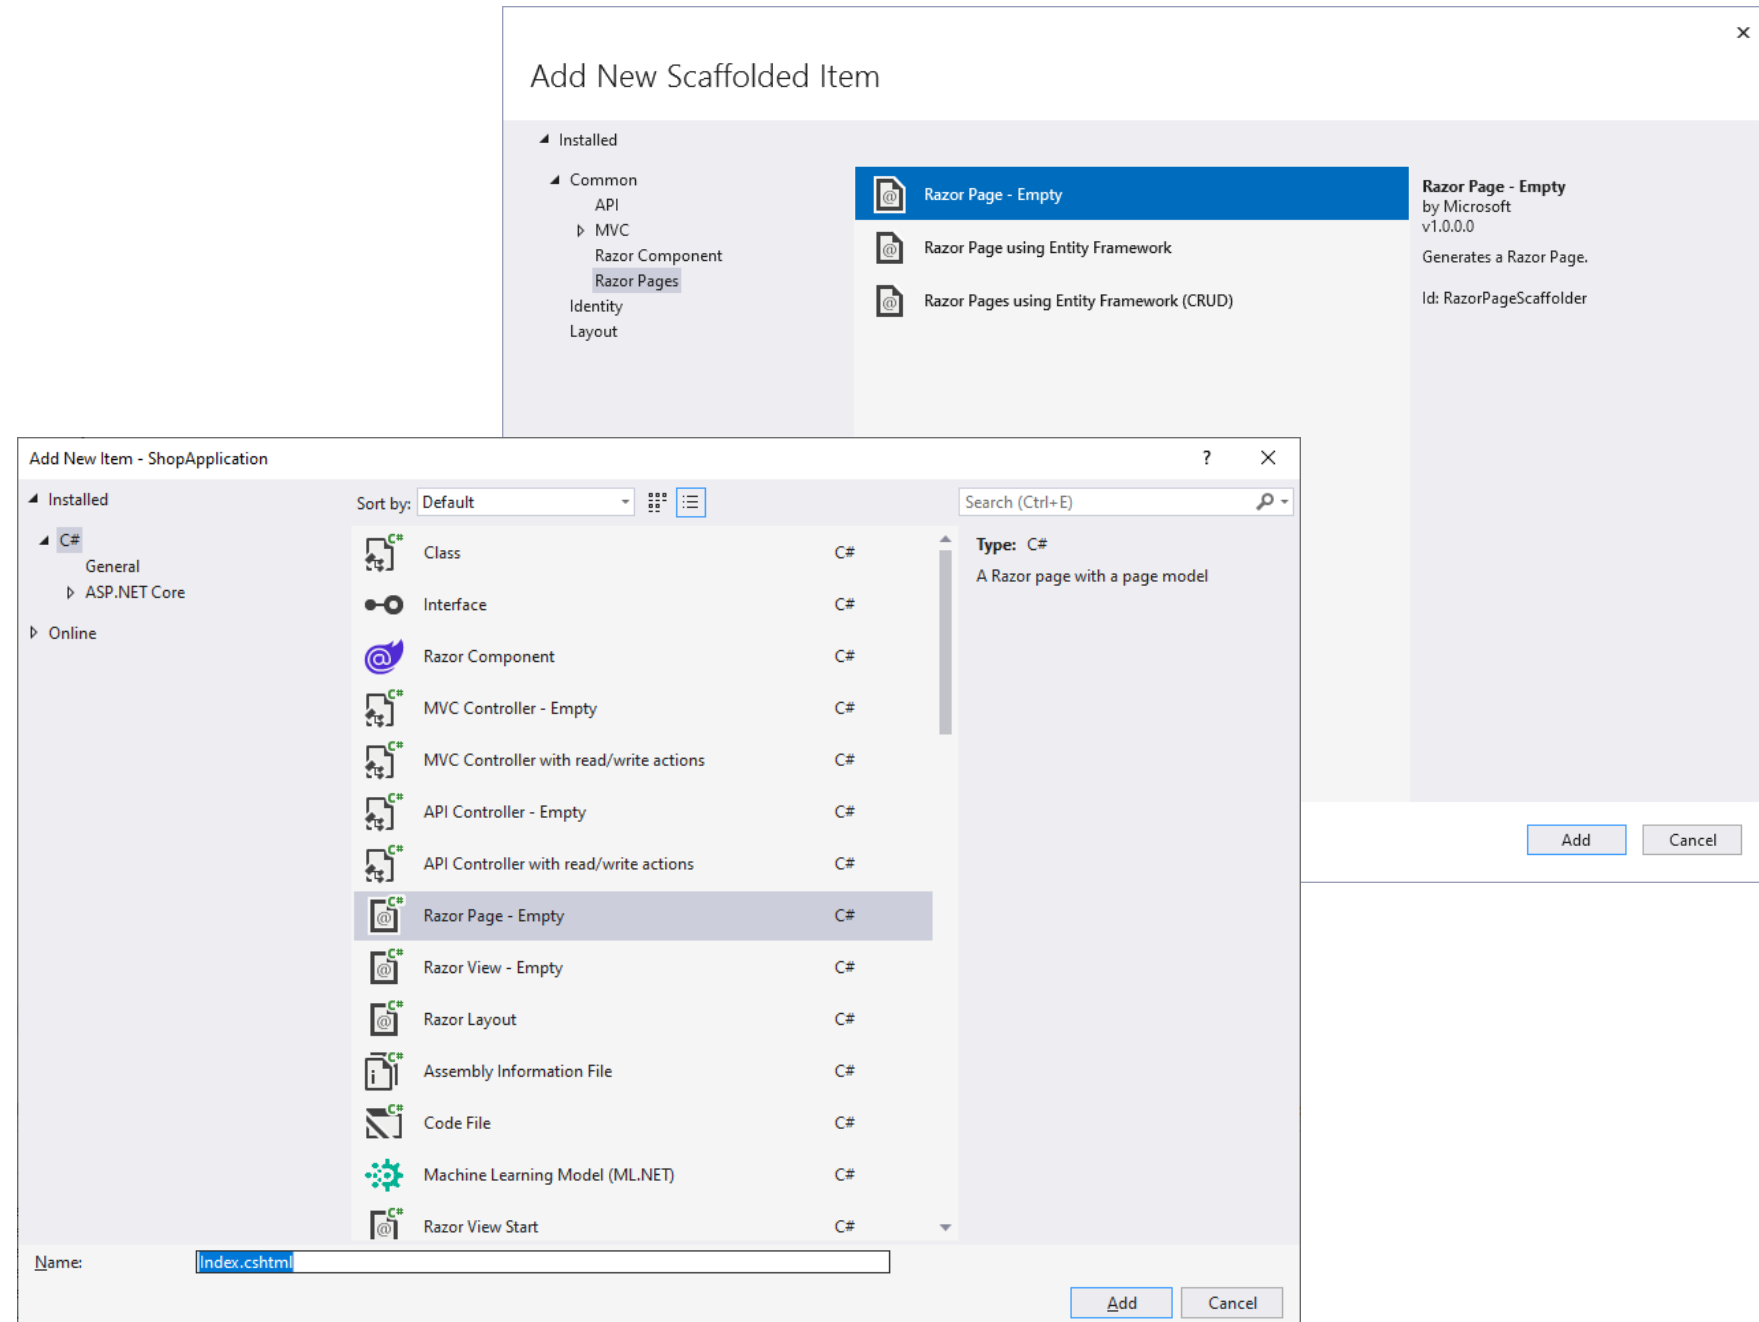 Add New Scaffolded Item
Installed
Common
API
MVC
Razor Component
Razor Pages
Identity
Layout
Razor Page - Empty
Razor Page using Entity Framework
Razor Pages using Entity Framework (CRUD)
Razor Page - Empty
by Microsoft
v1.0.0.0
Generates a Razor Page.
Id: RazorPageScaffolder
Add
Cancel
Add New Item - ShopApplication
Installed
C#
General
ASP.NET Core
Online
Sort by: Default
Search (Ctrl+E)
Class C#
Interface C#
Razor Component C#
MVC Controller - Empty C#
MVC Controller with read/write actions C#
API Controller - Empty C#
API Controller with read/write actions C#
Razor Page - Empty C#
Razor View - Empty C#
Razor Layout C#
Assembly Information File C#
Code File C#
Machine Learning Model (ML.NET) C#
Razor View Start C#
Type: C#
A Razor page with a page model
Name: Index.cshtml
Add
Cancel